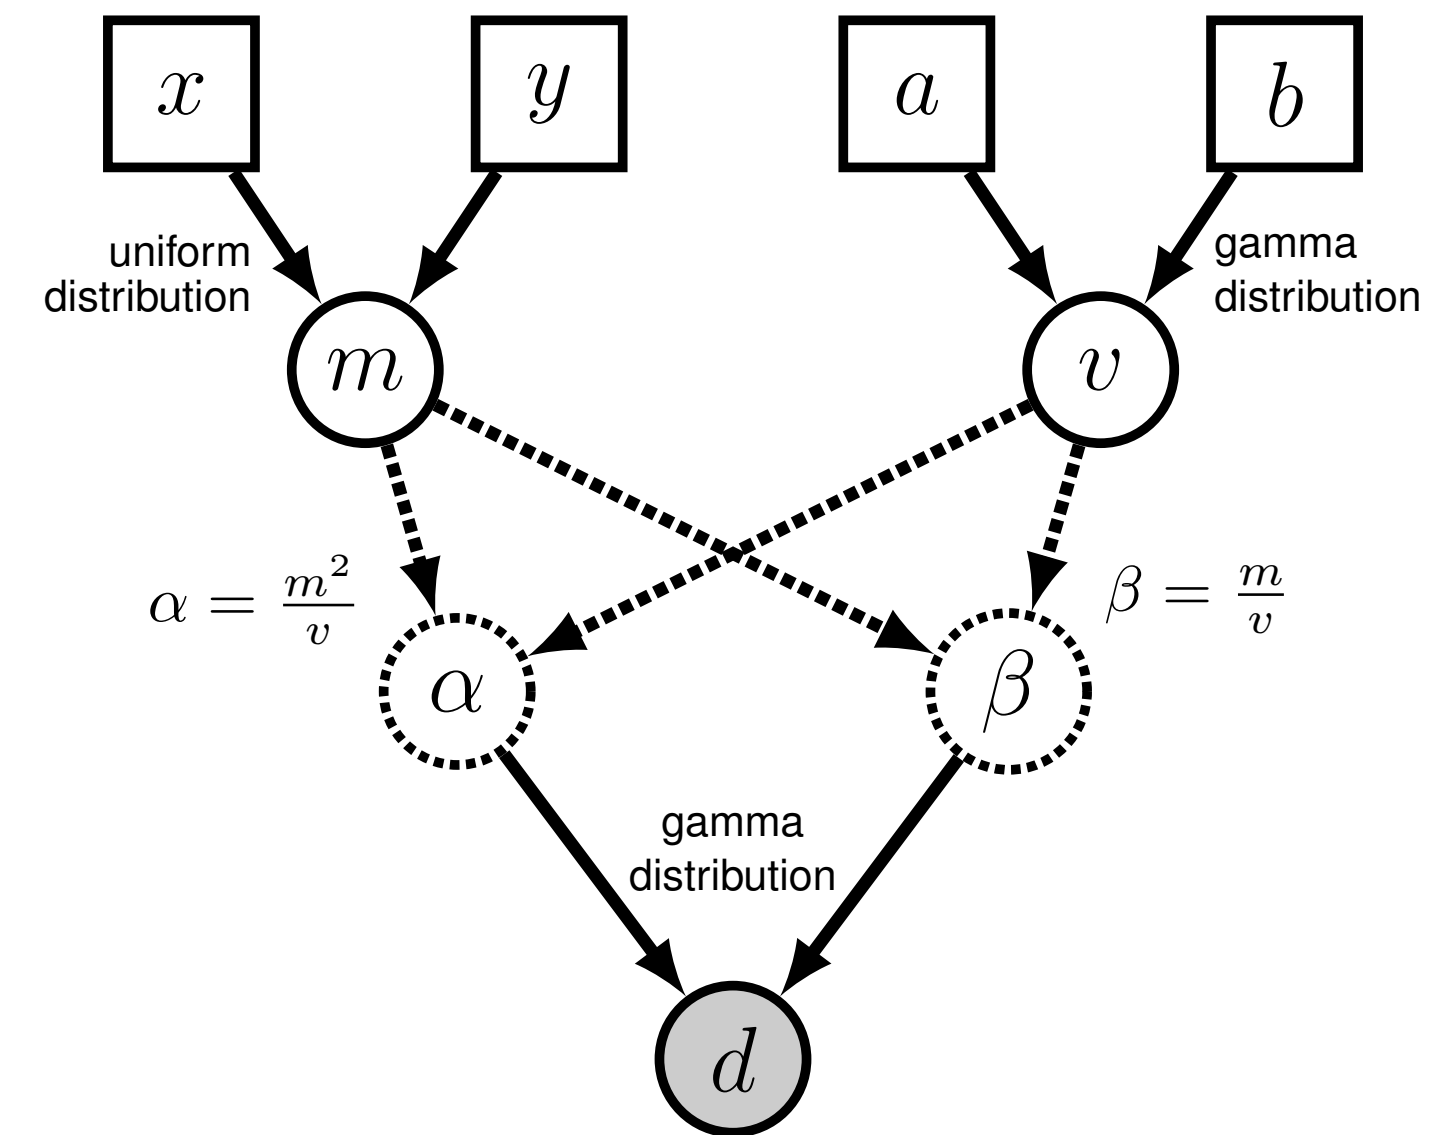 x
y
a
b
uniform
distribution
gamma
distribution
m
v
α = m²/v
β = m/v
α
β
gamma
distribution
d